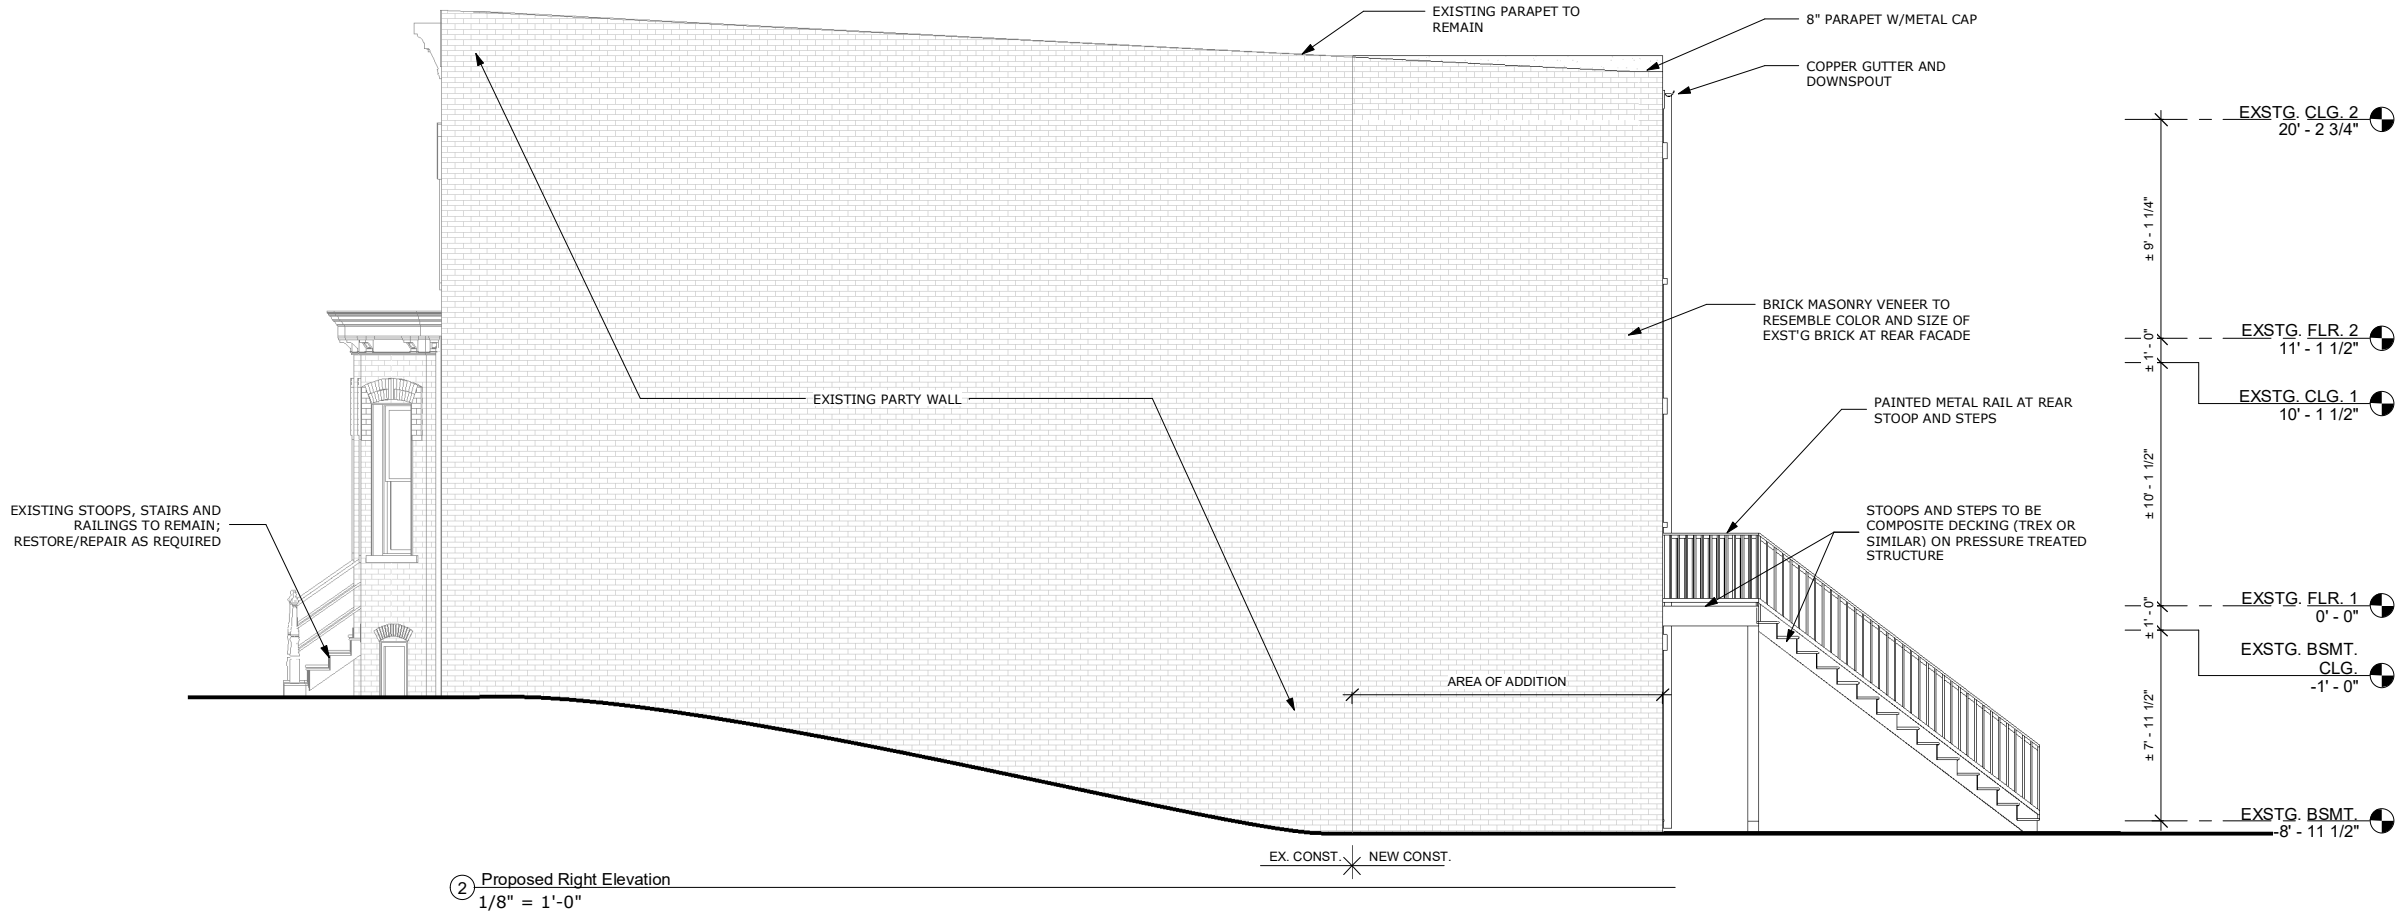 EXISTING PARAPET TO
REMAIN
8" PARAPET W/METAL CAP
COPPER GUTTER AND
DOWNSPOUT
EXSTG. CLG. 2
20' - 2 3/4"
± 9' - 1 1/4"
BRICK MASONRY VENEER TO
RESEMBLE COLOR AND SIZE OF
EXST'G BRICK AT REAR FACADE
EXSTG. FLR. 2
11' - 1 1/2"
± 1' - 0"
EXSTG. CLG. 1
10' - 1 1/2"
EXISTING PARTY WALL
PAINTED METAL RAIL AT REAR
STOOP AND STEPS
± 10' - 1 1/2"
EXISTING STOOPS, STAIRS AND
RAILINGS TO REMAIN;
RESTORE/REPAIR AS REQUIRED
STOOPS AND STEPS TO BE
COMPOSITE DECKING (TREX OR
SIMILAR) ON PRESSURE TREATED
STRUCTURE
EXSTG. FLR. 1
0' - 0"
± 1' - 0"
EXSTG. BSMT.
CLG.
-1' - 0"
AREA OF ADDITION
± 7' - 11 1/2"
EXSTG. BSMT.
-8' - 11 1/2"
EX. CONST.
NEW CONST.
2
Proposed Right Elevation
1/8" = 1'-0"